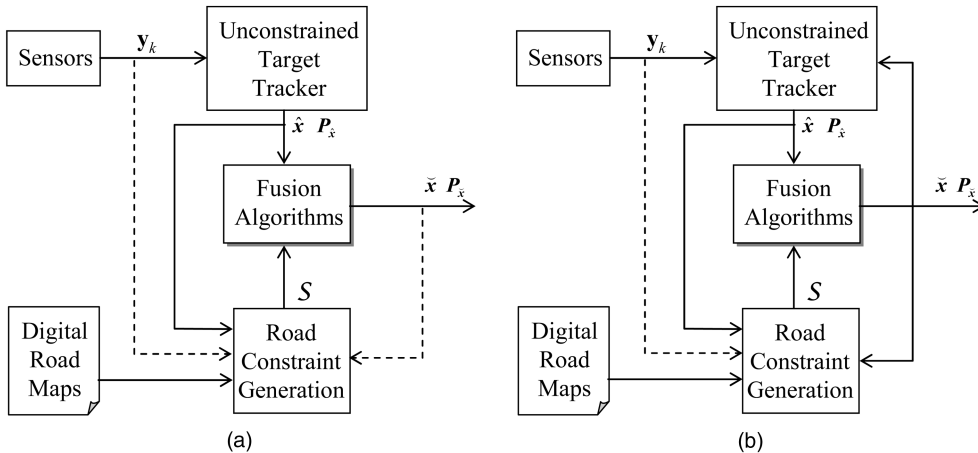 Sensors
y_k
Unconstrained
Target
Tracker
x̂ P_x̂
Fusion
Algorithms
x̆ P_x̆
S
Digital
Road
Maps
Road
Constraint
Generation
(a)
Sensors
y_k
Unconstrained
Target
Tracker
x̂ P_x̂
Fusion
Algorithms
x̆ P_x̆
S
Digital
Road
Maps
Road
Constraint
Generation
(b)